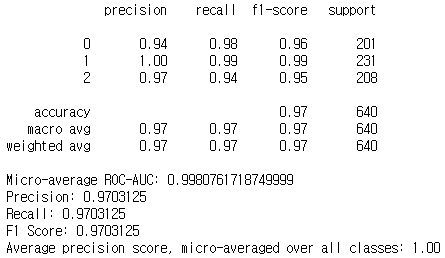 precision recall f1-score support
0 0.94 0.98 0.96 201
1 1.00 0.99 0.99 231
2 0.97 0.94 0.95 208
accuracy 0.97 640
macro avg 0.97 0.97 0.97 640
weighted avg 0.97 0.97 0.97 640
Micro-average ROC-AUC: 0.9980761718749999
Precision: 0.9703125
Recall: 0.9703125
F1 Score: 0.9703125
Average precision score, micro-averaged over all classes: 1.00